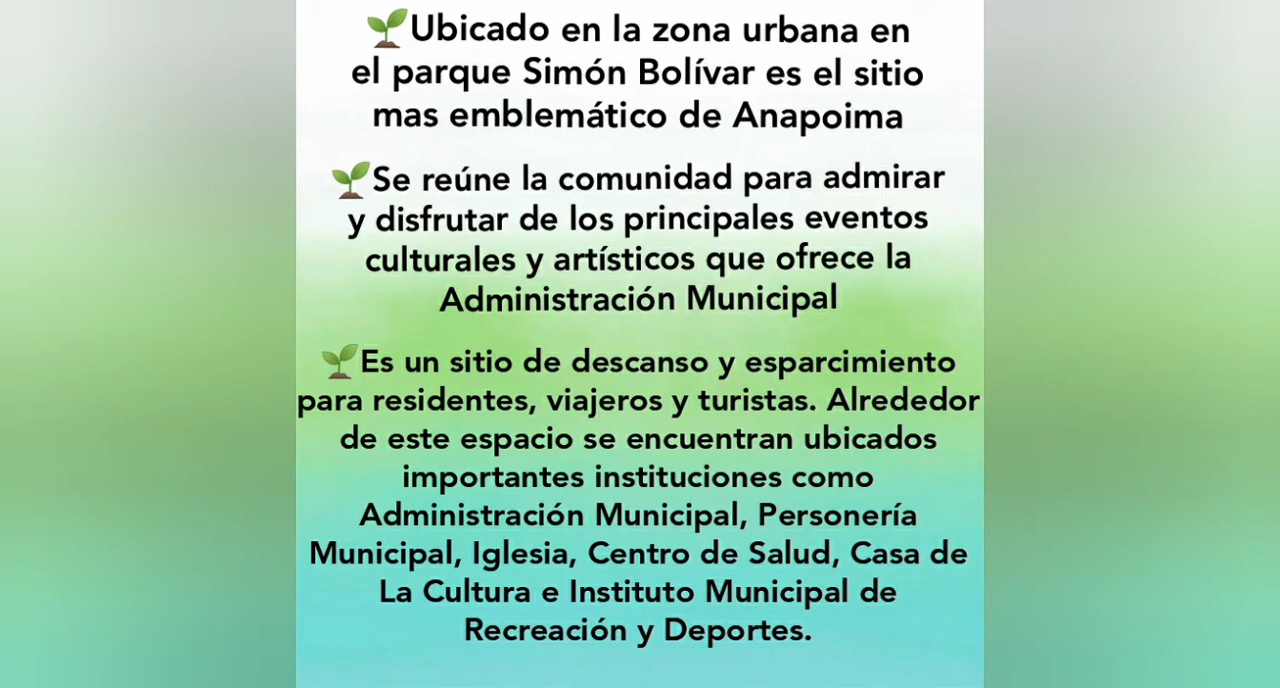 🌱Ubicado en la zona urbana en
el parque Simón Bolívar es el sitio
mas emblemático de Anapoima
🌱Se reúne la comunidad para admirar
y disfrutar de los principales eventos
culturales y artísticos que ofrece la
Administración Municipal
🌱Es un sitio de descanso y esparcimiento
para residentes, viajeros y turistas. Alrededor
de este espacio se encuentran ubicados
importantes instituciones como
Administración Municipal, Personería
Municipal, Iglesia, Centro de Salud, Casa de
La Cultura e Instituto Municipal de
Recreación y Deportes.